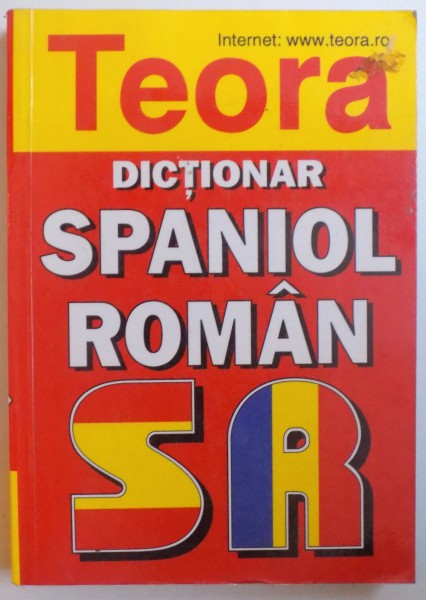 Internet: www.teora.ro
Teora
DICȚIONAR
SPANIOL
ROMÂN
SR